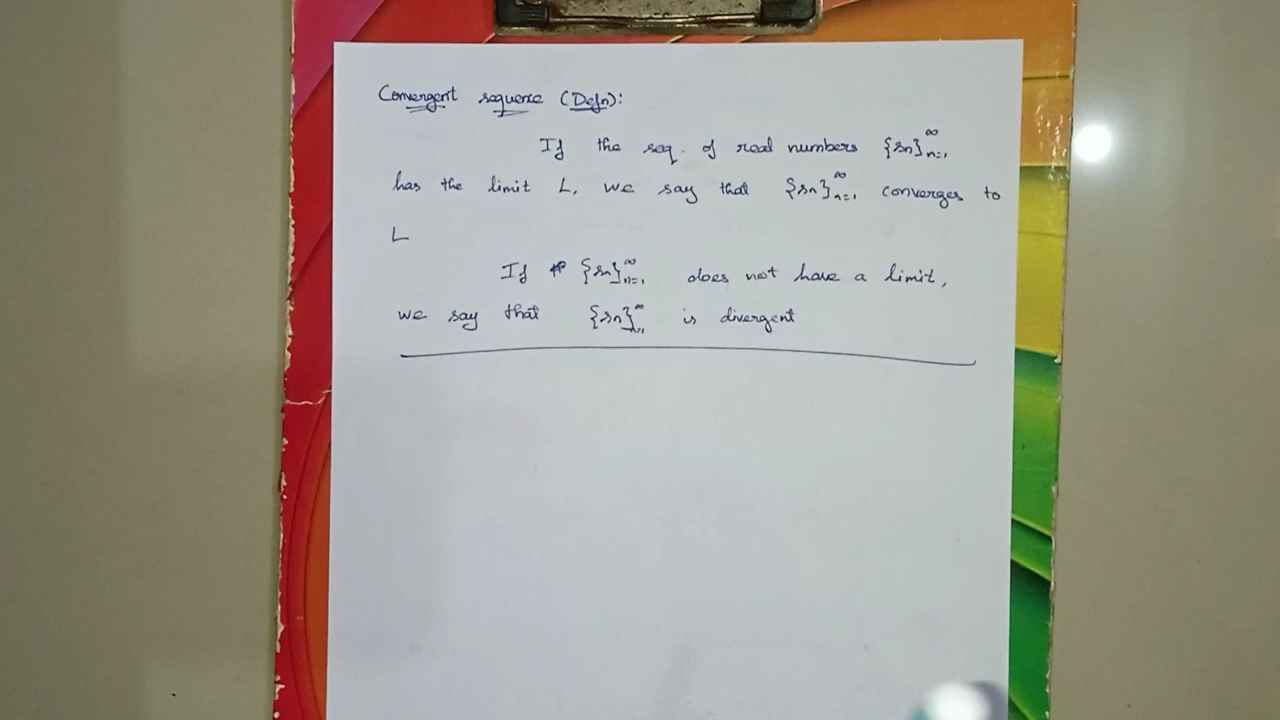 Convergent sequence (Defn):
If the seq. of real numbers {sn}∞n=1
has the limit L, we say that {sn}∞n=1 converges to
L
If {sn}∞n=1 does not have a limit,
we say that {sn}∞n=1 is divergent